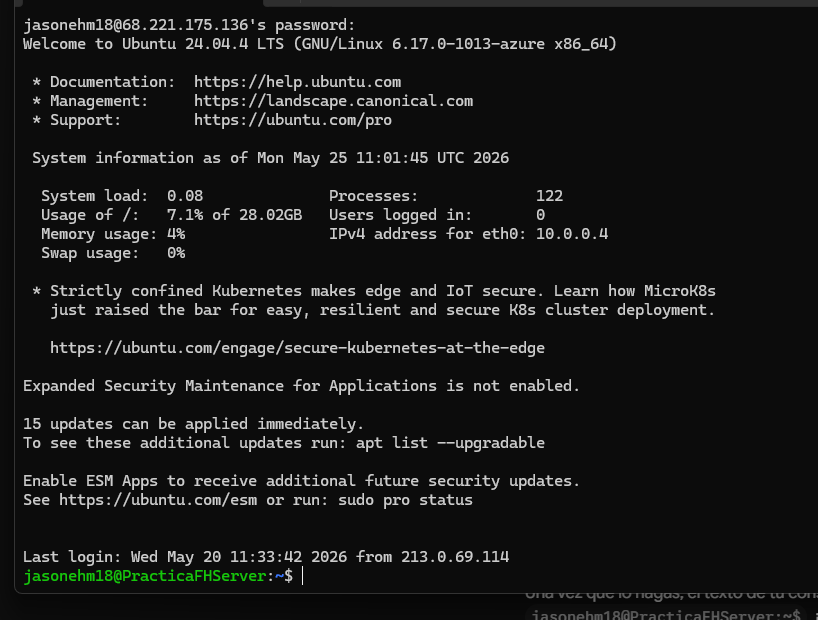 jasonehm18@68.221.175.136's password:
Welcome to Ubuntu 24.04.4 LTS (GNU/Linux 6.17.0-1013-azure x86_64)

 * Documentation:  https://help.ubuntu.com
 * Management:     https://landscape.canonical.com
 * Support:        https://ubuntu.com/pro

 System information as of Mon May 25 11:01:45 UTC 2026

  System load:  0.08              Processes:             122
  Usage of /:   7.1% of 28.02GB   Users logged in:       0
  Memory usage: 4%                IPv4 address for eth0: 10.0.0.4
  Swap usage:   0%

 * Strictly confined Kubernetes makes edge and IoT secure. Learn how MicroK8s
   just raised the bar for easy, resilient and secure K8s cluster deployment.

   https://ubuntu.com/engage/secure-kubernetes-at-the-edge

Expanded Security Maintenance for Applications is not enabled.

15 updates can be applied immediately.
To see these additional updates run: apt list --upgradable

Enable ESM Apps to receive additional future security updates.
See https://ubuntu.com/esm or run: sudo pro status


Last login: Wed May 20 11:33:42 2026 from 213.0.69.114
jasonehm18@PracticaFHServer:~$
Una vez que lo hagas, el texto de tu
jasonehm18@PracticaFHServer:~$